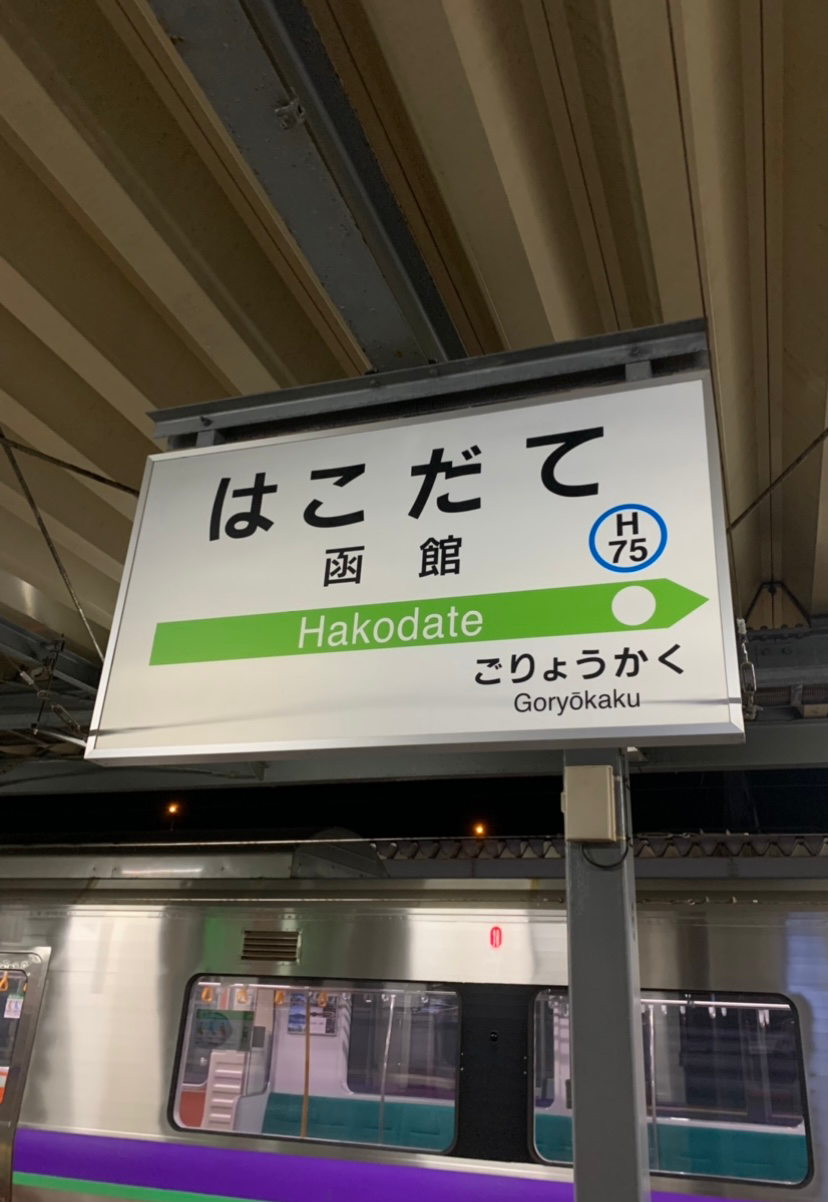 はこだて
函館
H
75
Hakodate
ごりょうかく
Goryōkaku